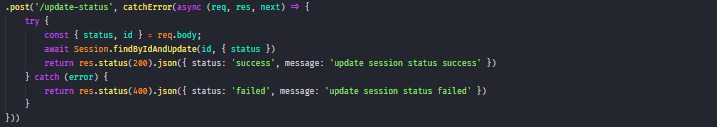 .post('/update-status', catchError(async (req, res, next) => {
    try {
        const { status, id } = req.body;
        await Session.findByIdAndUpdate(id, { status })
        return res.status(200).json({ status: 'success', message: 'update session status success' })
    } catch (error) {
        return res.status(400).json({ status: 'failed', message: 'update session status failed' })
    }
}))